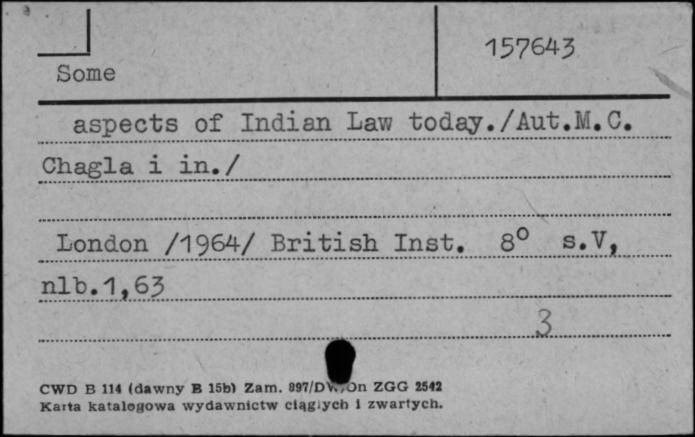 157643
Some
aspects of Indian Law today./Aut.M.C.
Chagla i in./
London /1964/ British Inst. 8° s.V,
nlb.1,63
3
CWD B 114 (dawny B 15b) Zam. 897/DW/On ZGG 2542
Karta katalogowa wydawnictw ciągłych i zwartych.